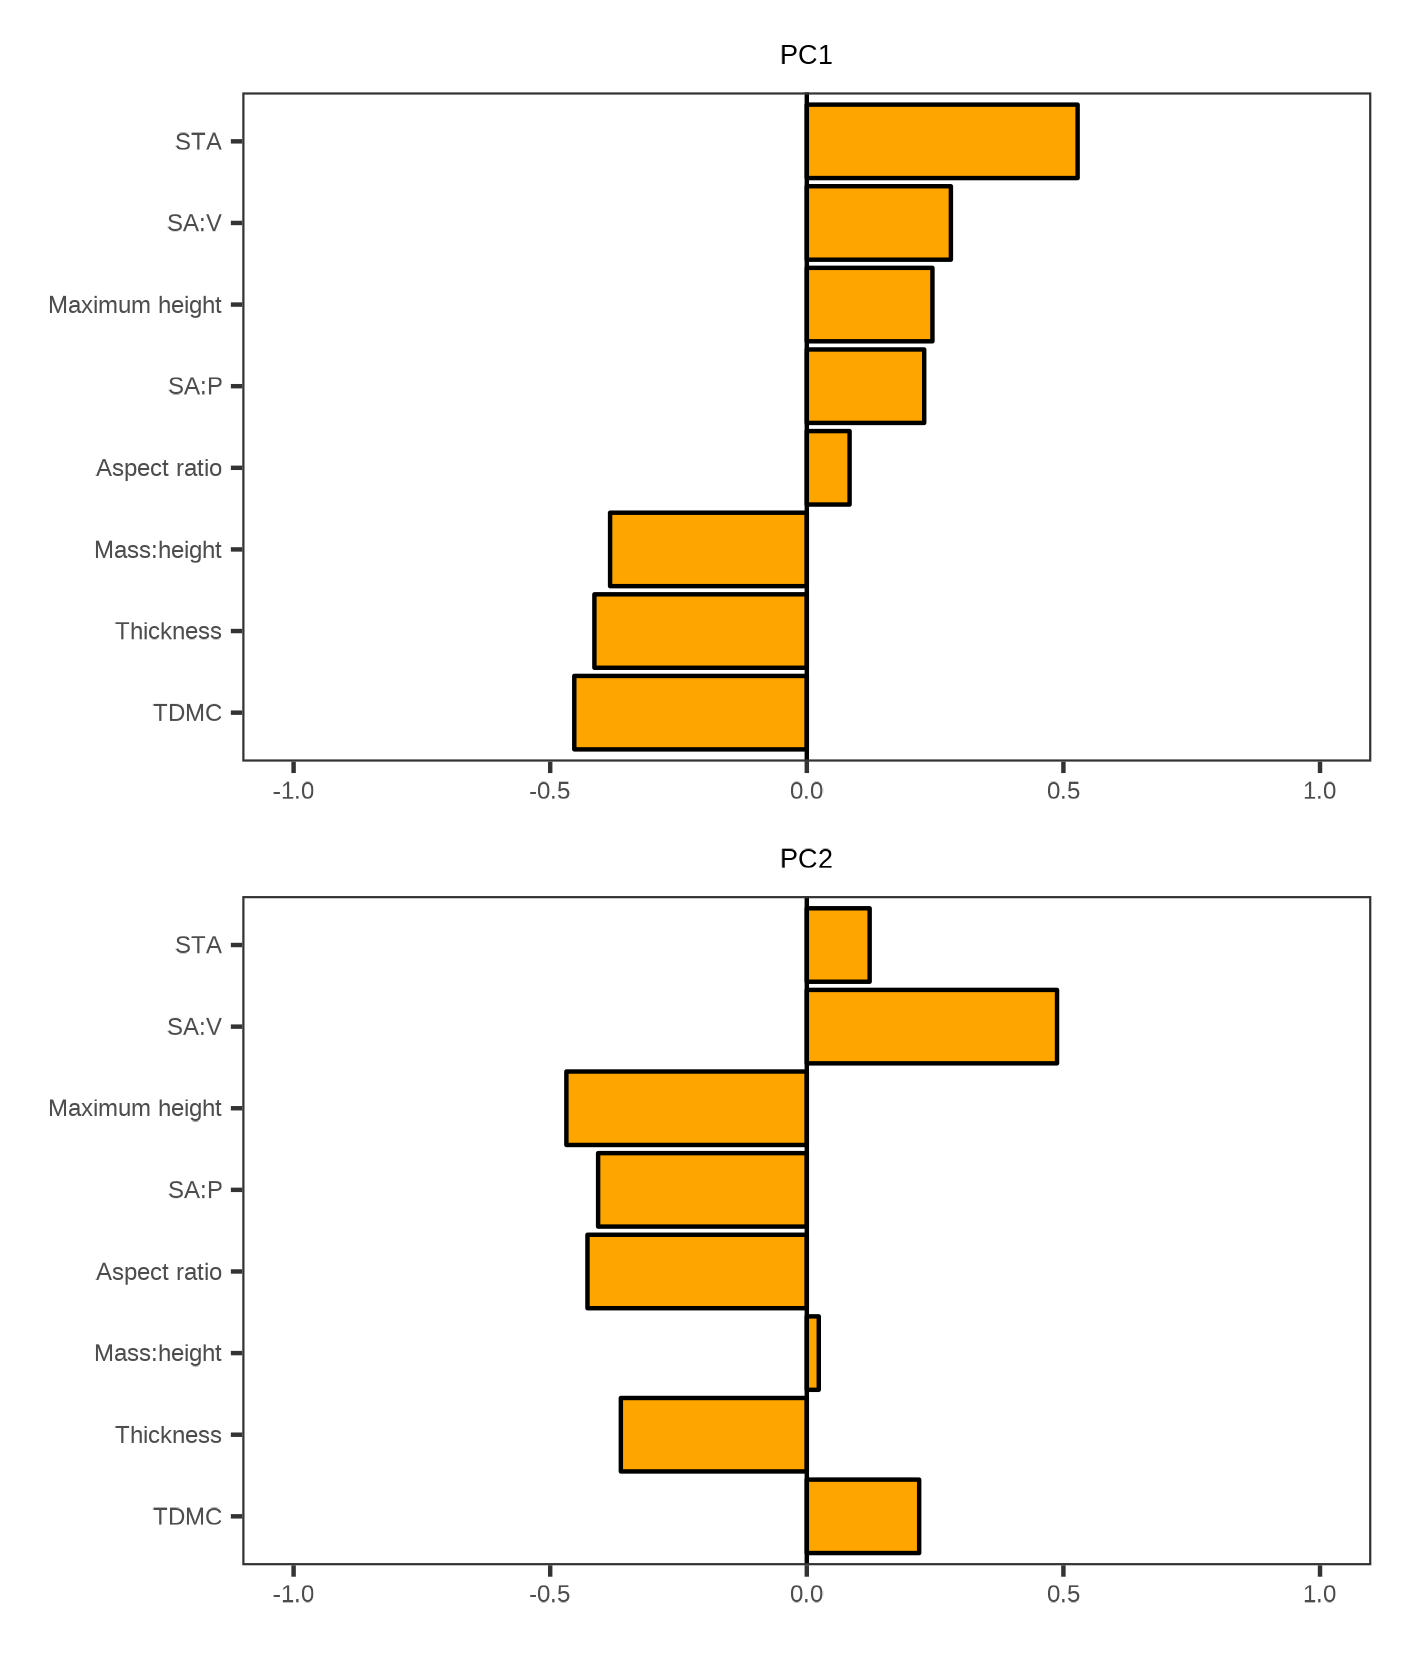 PC1
STA
SA:V
Maximum height
SA:P
Aspect ratio
Mass:height
Thickness
TDMC
-1.0 -0.5 0.0 0.5 1.0
PC2
STA
SA:V
Maximum height
SA:P
Aspect ratio
Mass:height
Thickness
TDMC
-1.0 -0.5 0.0 0.5 1.0